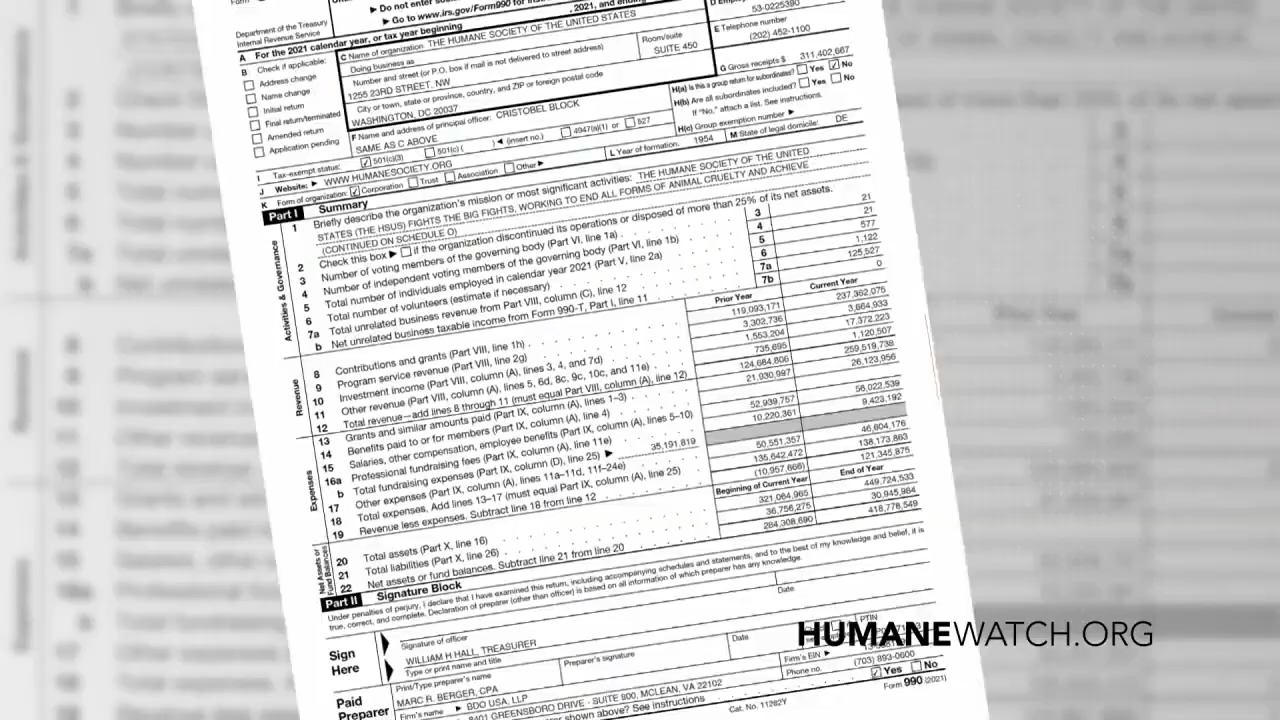 Form
▶ Do not enter social
▶ Go to www.irs.gov/Form990 for
Department of the Treasury
Internal Revenue Service
A For the 2021 calendar year, or tax year beginning , 2021, and ending
B Check if applicable:
Address change
Name change
Initial return
Final return/terminated
Amended return
Application pending
C Name of organization THE HUMANE SOCIETY OF THE UNITED STATES
Doing business as
Number and street (or P.O. box if mail is not delivered to street address)
Room/suite
1255 23RD STREET, NW
SUITE 450
City or town, state or province, country, and ZIP or foreign postal code
WASHINGTON, DC 20037
53-0225390
E Telephone number
(202) 452-1100
G Gross receipts $ 311,402,667
F Name and address of principal officer: CRISTOBEL BLOCK
SAME AS C ABOVE
H(a) Is this a group return for subordinates? Yes ✓ No
H(b) Are all subordinates included? Yes No
If "No," attach a list. See instructions.
H(c) Group exemption number ▶
I Tax-exempt status: ✓ 501(c)(3) 501(c) ( ) ◀ (insert no.) 4947(a)(1) or 527
J Website: ▶ WWW.HUMANESOCIETY.ORG
K Form of organization: ✓ Corporation Trust Association Other ▶
L Year of formation: 1954
M State of legal domicile: DE
Part I Summary
Activities & Governance
1 Briefly describe the organization's mission or most significant activities: THE HUMANE SOCIETY OF THE UNITED
STATES (THE HSUS) FIGHTS THE BIG FIGHTS, WORKING TO END ALL FORMS OF ANIMAL CRUELTY AND ACHIEVE
(CONTINUED ON SCHEDULE O)
2 Check this box ▶ if the organization discontinued its operations or disposed of more than 25% of its net assets.
3 Number of voting members of the governing body (Part VI, line 1a) 3 21
4 Number of independent voting members of the governing body (Part VI, line 1b) 4 21
5 Total number of individuals employed in calendar year 2021 (Part V, line 2a) 5 577
6 Total number of volunteers (estimate if necessary) 6 1,122
7a Total unrelated business revenue from Part VIII, column (C), line 12 7a 125,527
b Net unrelated business taxable income from Form 990-T, Part I, line 11 7b 0
Prior Year Current Year
Revenue
8 Contributions and grants (Part VIII, line 1h) 119,093,171 237,362,075
9 Program service revenue (Part VIII, line 2g) 3,302,736 3,664,933
10 Investment income (Part VIII, column (A), lines 3, 4, and 7d) 1,553,204 17,372,223
11 Other revenue (Part VIII, column (A), lines 5, 6d, 8c, 9c, 10c, and 11e) 735,695 1,120,507
12 Total revenue—add lines 8 through 11 (must equal Part VIII, column (A), line 12) 124,684,806 259,519,738
Expenses
13 Grants and similar amounts paid (Part IX, column (A), lines 1–3) 21,930,997 26,123,956
14 Benefits paid to or for members (Part IX, column (A), line 4)
15 Salaries, other compensation, employee benefits (Part IX, column (A), lines 5–10) 52,939,757 56,022,539
16a Professional fundraising fees (Part IX, column (A), line 11e) 10,220,361 9,423,192
b Total fundraising expenses (Part IX, column (D), line 25) ▶ 35,191,819
17 Other expenses (Part IX, column (A), lines 11a–11d, 11f–24e) 50,551,357 46,604,176
18 Total expenses. Add lines 13–17 (must equal Part IX, column (A), line 25) 135,642,472 138,173,863
19 Revenue less expenses. Subtract line 18 from line 12 (10,957,666) 121,345,875
Beginning of Current Year End of Year
Net Assets or
Fund Balances
20 Total assets (Part X, line 16) 321,064,965 449,724,533
21 Total liabilities (Part X, line 26) 36,756,275 30,945,984
22 Net assets or fund balances. Subtract line 21 from line 20 284,308,690 418,778,549
Part II Signature Block
Under penalties of perjury, I declare that I have examined this return, including accompanying schedules and statements, and to the best of my knowledge and belief, it is
true, correct, and complete. Declaration of preparer (other than officer) is based on all information of which preparer has any knowledge.
Sign
Here
Signature of officer
Date
WILLIAM H HALL, TREASURER
Type or print name and title
Paid
Preparer
Print/Type preparer's name
Preparer's signature
Date
PTIN
MARC R. BERGER, CPA
Firm's name ▶ BDO USA, LLP
Firm's EIN ▶
8401 GREENSBORO DRIVE - SUITE 800, MCLEAN, VA 22102
Phone no. (703) 893-0600
shown above? See instructions ✓ Yes No
Cat. No. 11282Y
Form 990 (2021)
HUMANEWATCH.ORG